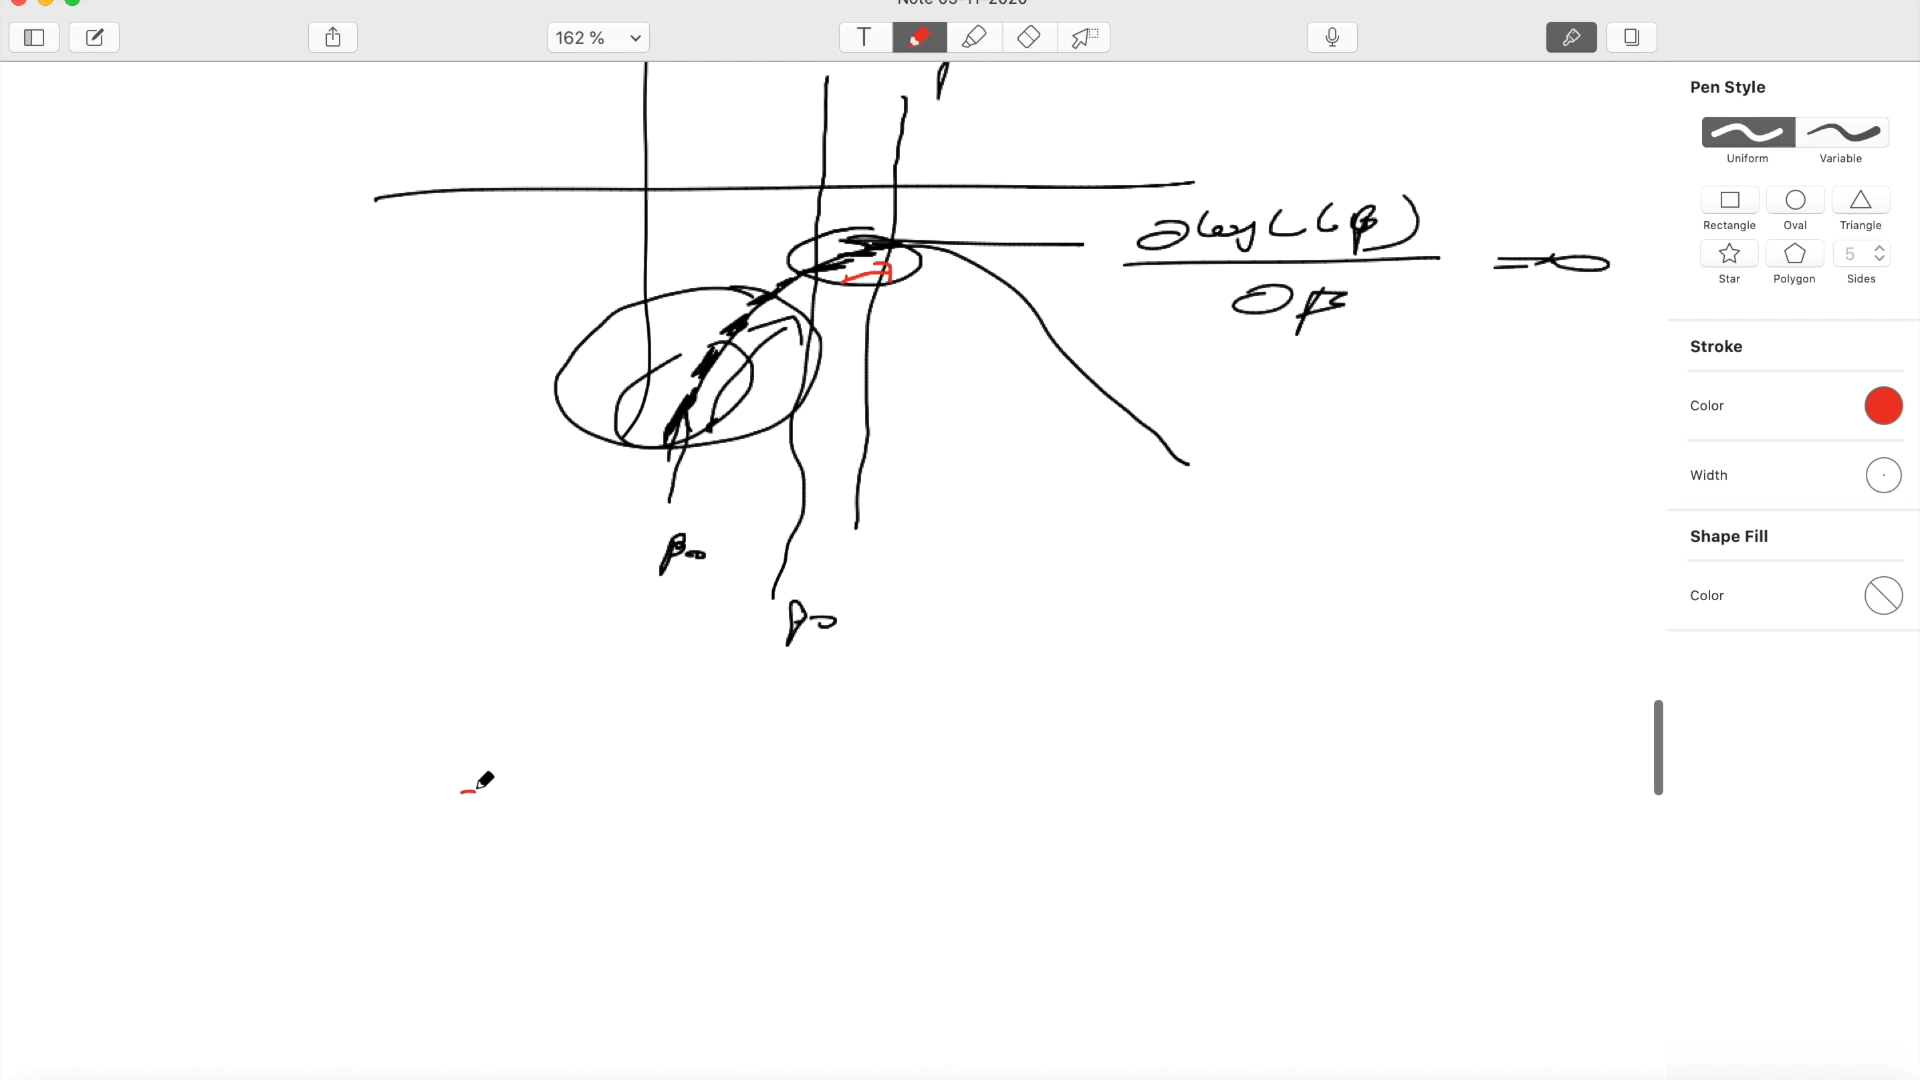 162 %
T
Pen Style
Uniform Variable
Rectangle Oval Triangle
Star Polygon 5 Sides
Stroke
Color
Width
Shape Fill
Color
∂log L(β)
∂β
=0
β₀
β₀